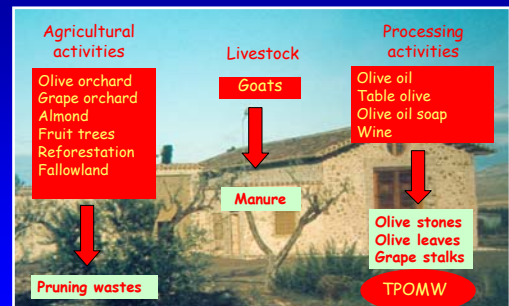 Agricultural
activities
Olive orchard
Grape orchard
Almond
Fruit trees
Reforestation
Fallowland
Pruning wastes
Livestock
Goats
Manure
Processing
activities
Olive oil
Table olive
Olive oil soap
Wine
Olive stones
Olive leaves
Grape stalks
TPOMW